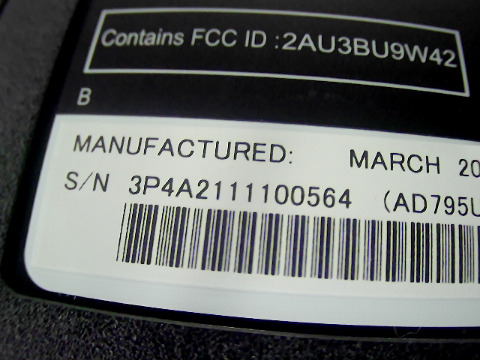 Contains FCC ID :2AU3BU9W42
B
MANUFACTURED: MARCH 20
S/N 3P4A2111100564 (AD795U